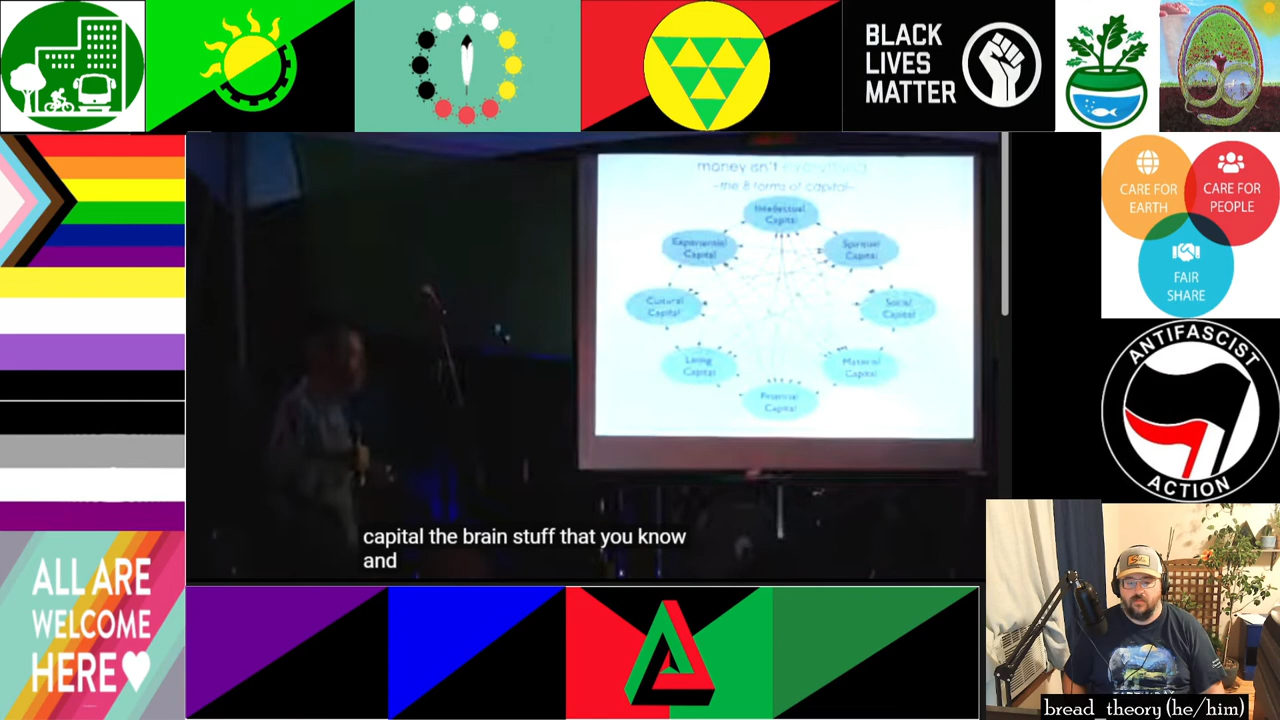 BLACK
LIVES
MATTER
CARE FOR
EARTH
CARE FOR
PEOPLE
FAIR
SHARE
money isn't everything
-the 8 forms of capital-
Intellectual
Capital
Experiential
Capital
Spiritual
Capital
Cultural
Capital
Social
Capital
Living
Capital
Material
Capital
Financial
Capital
ANTIFASCIST
ACTION
capital the brain stuff that you know
and
ALL ARE
WELCOME
HERE
bread_theory (he/him)